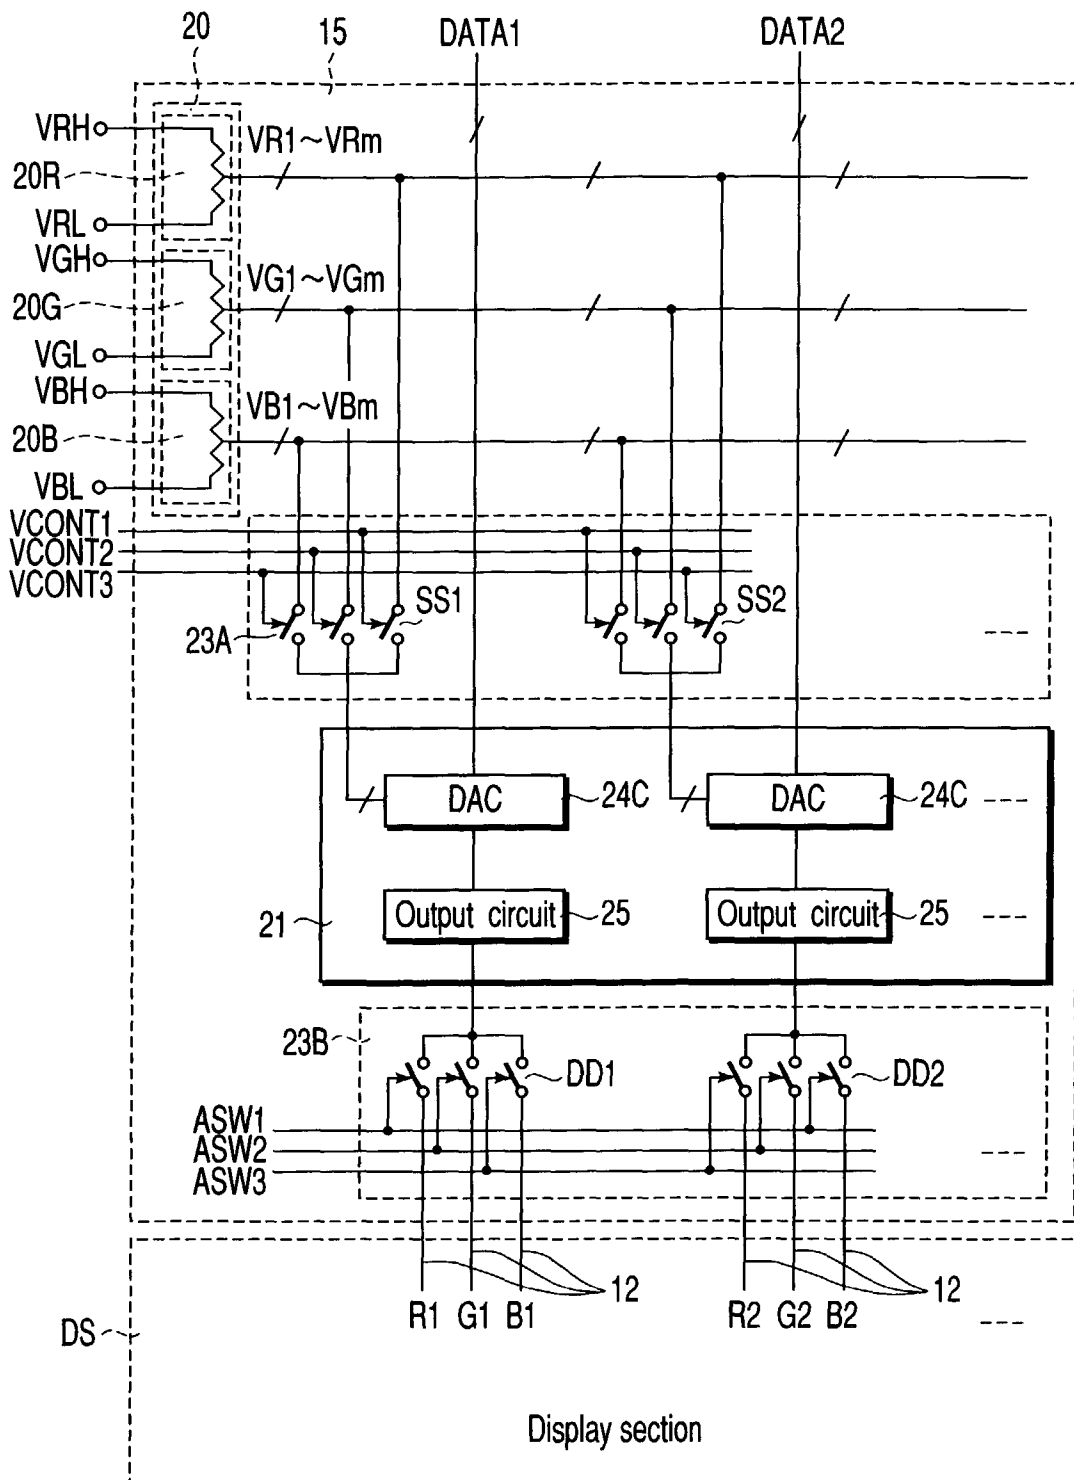 20 15 DATA1 DATA2
VRH VR1~VRm
20R
VRL
VGH VG1~VGm
20G
VGL
VBH VB1~VBm
20B
VBL
VCONT1
VCONT2
VCONT3
23A SS1 SS2
DAC 24C DAC 24C
21 Output circuit 25 Output circuit 25
23B DD1 DD2
ASW1
ASW2
ASW3
12 12
R1 G1 B1 R2 G2 B2
DS
Display section